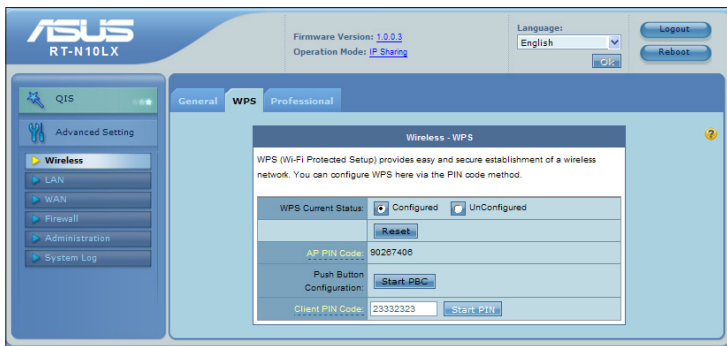 ASUS
RT-N10LX
Firmware Version: 1.0.0.3
Operation Mode: IP Sharing
Language:
English
Ok
Logout
Reboot
QIS
Advanced Setting
Wireless
LAN
WAN
Firewall
Administration
System Log
General WPS Professional
Wireless - WPS
WPS (Wi-Fi Protected Setup) provides easy and secure establishment of a wireless
network. You can configure WPS here via the PIN code method.
WPS Current Status: Configured UnConfigured
Reset
AP PIN Code: 90267406
Push Button
Configuration:
Start PBC
Client PIN Code: 23332323 Start PIN
?